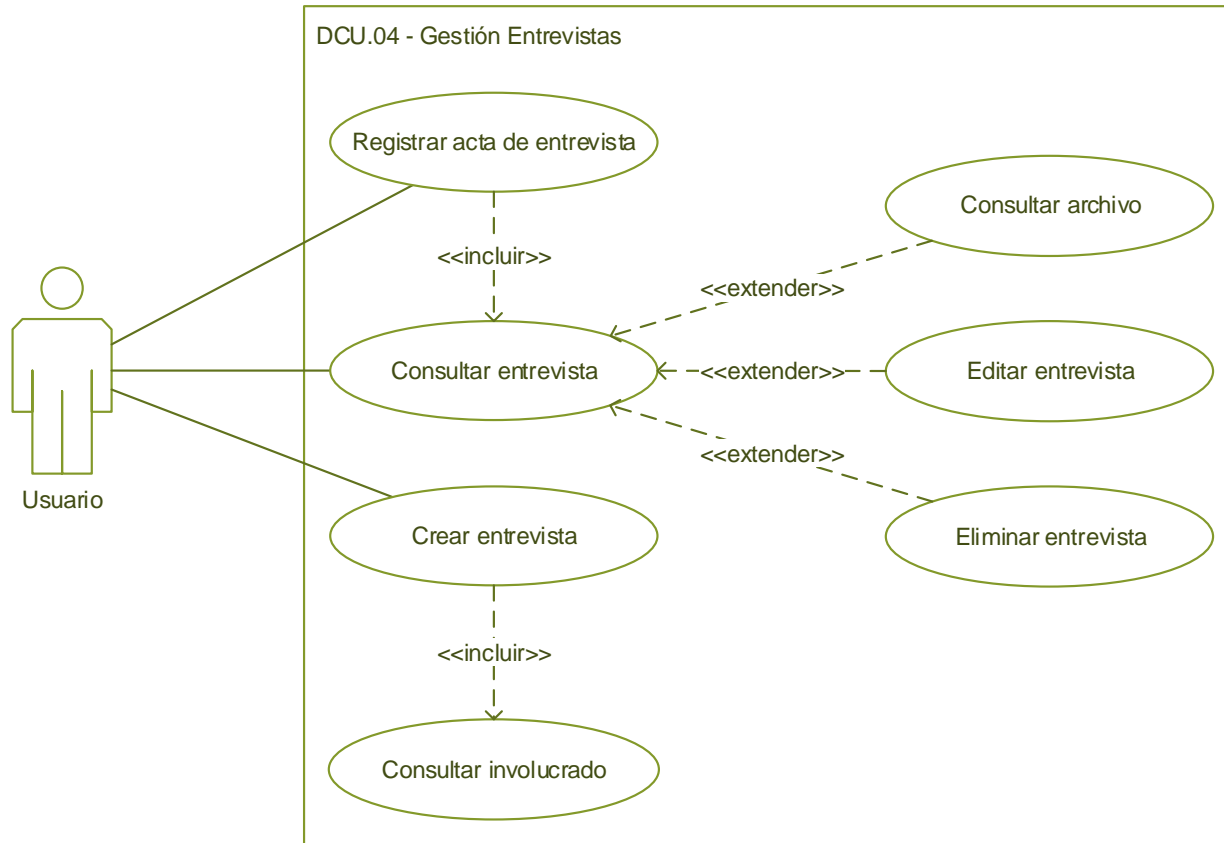 DCU.04 - Gestión Entrevistas
Registrar acta de entrevista
Consultar archivo
<<incluir>>
<<extender>>
Consultar entrevista
<<extender>>
Editar entrevista
<<extender>>
Usuario
Crear entrevista
Eliminar entrevista
<<incluir>>
Consultar involucrado